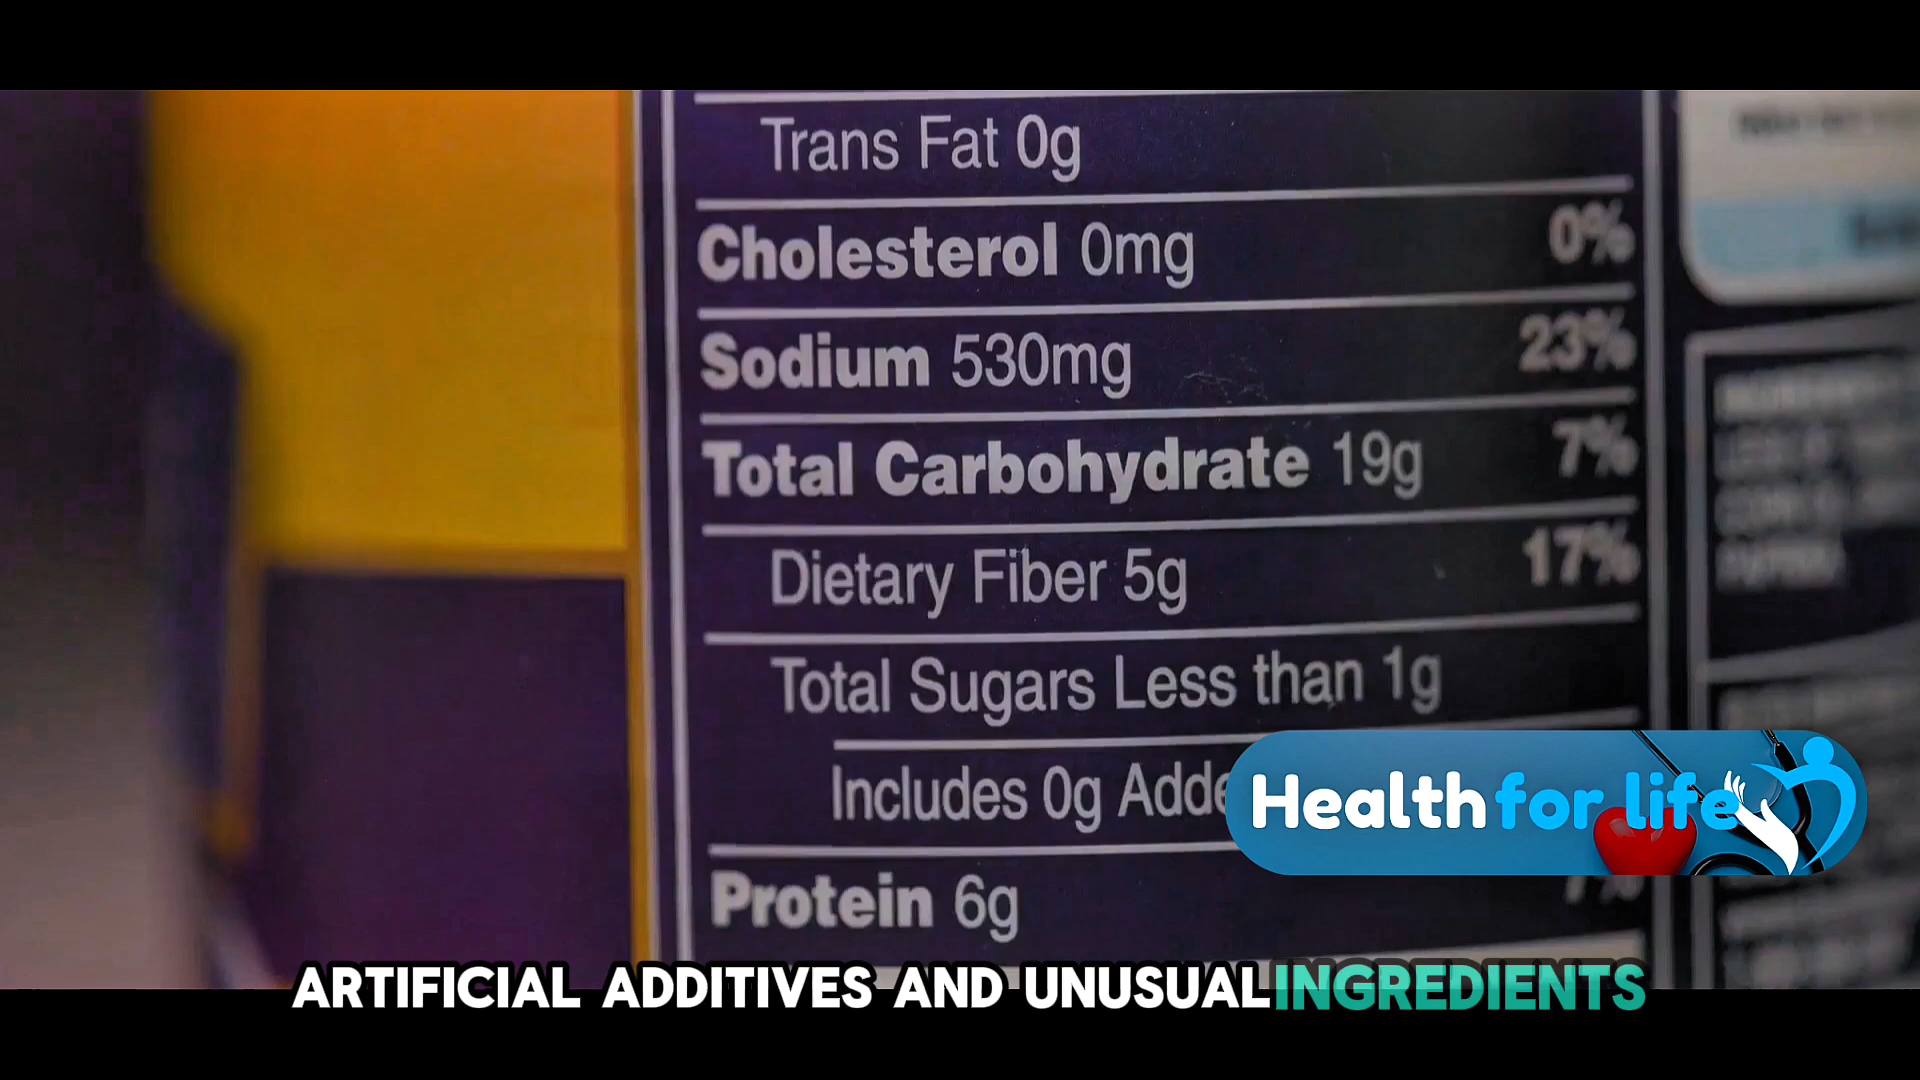 Trans Fat 0g
Cholesterol 0mg 0%
Sodium 530mg 23%
Total Carbohydrate 19g 7%
Dietary Fiber 5g 17%
Total Sugars Less than 1g
Includes 0g
Health for life
Protein 6g 7%
ARTIFICIAL ADDITIVES AND UNUSUAL INGREDIENTS